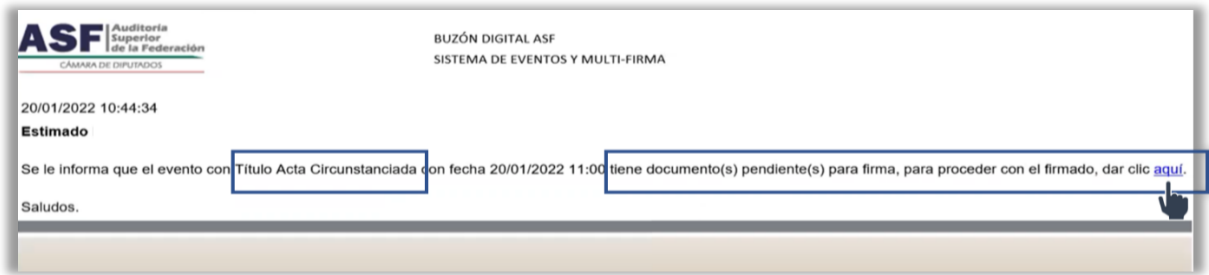 ASF Auditoría
Superior
de la Federación
CÁMARA DE DIPUTADOS
BUZÓN DIGITAL ASF
SISTEMA DE EVENTOS Y MULTI-FIRMA
20/01/2022 10:44:34
Estimado
Se le informa que el evento con Título Acta Circunstanciada con fecha 20/01/2022 11:00 tiene documento(s) pendiente(s) para firma, para proceder con el firmado, dar clic aquí.
Saludos.